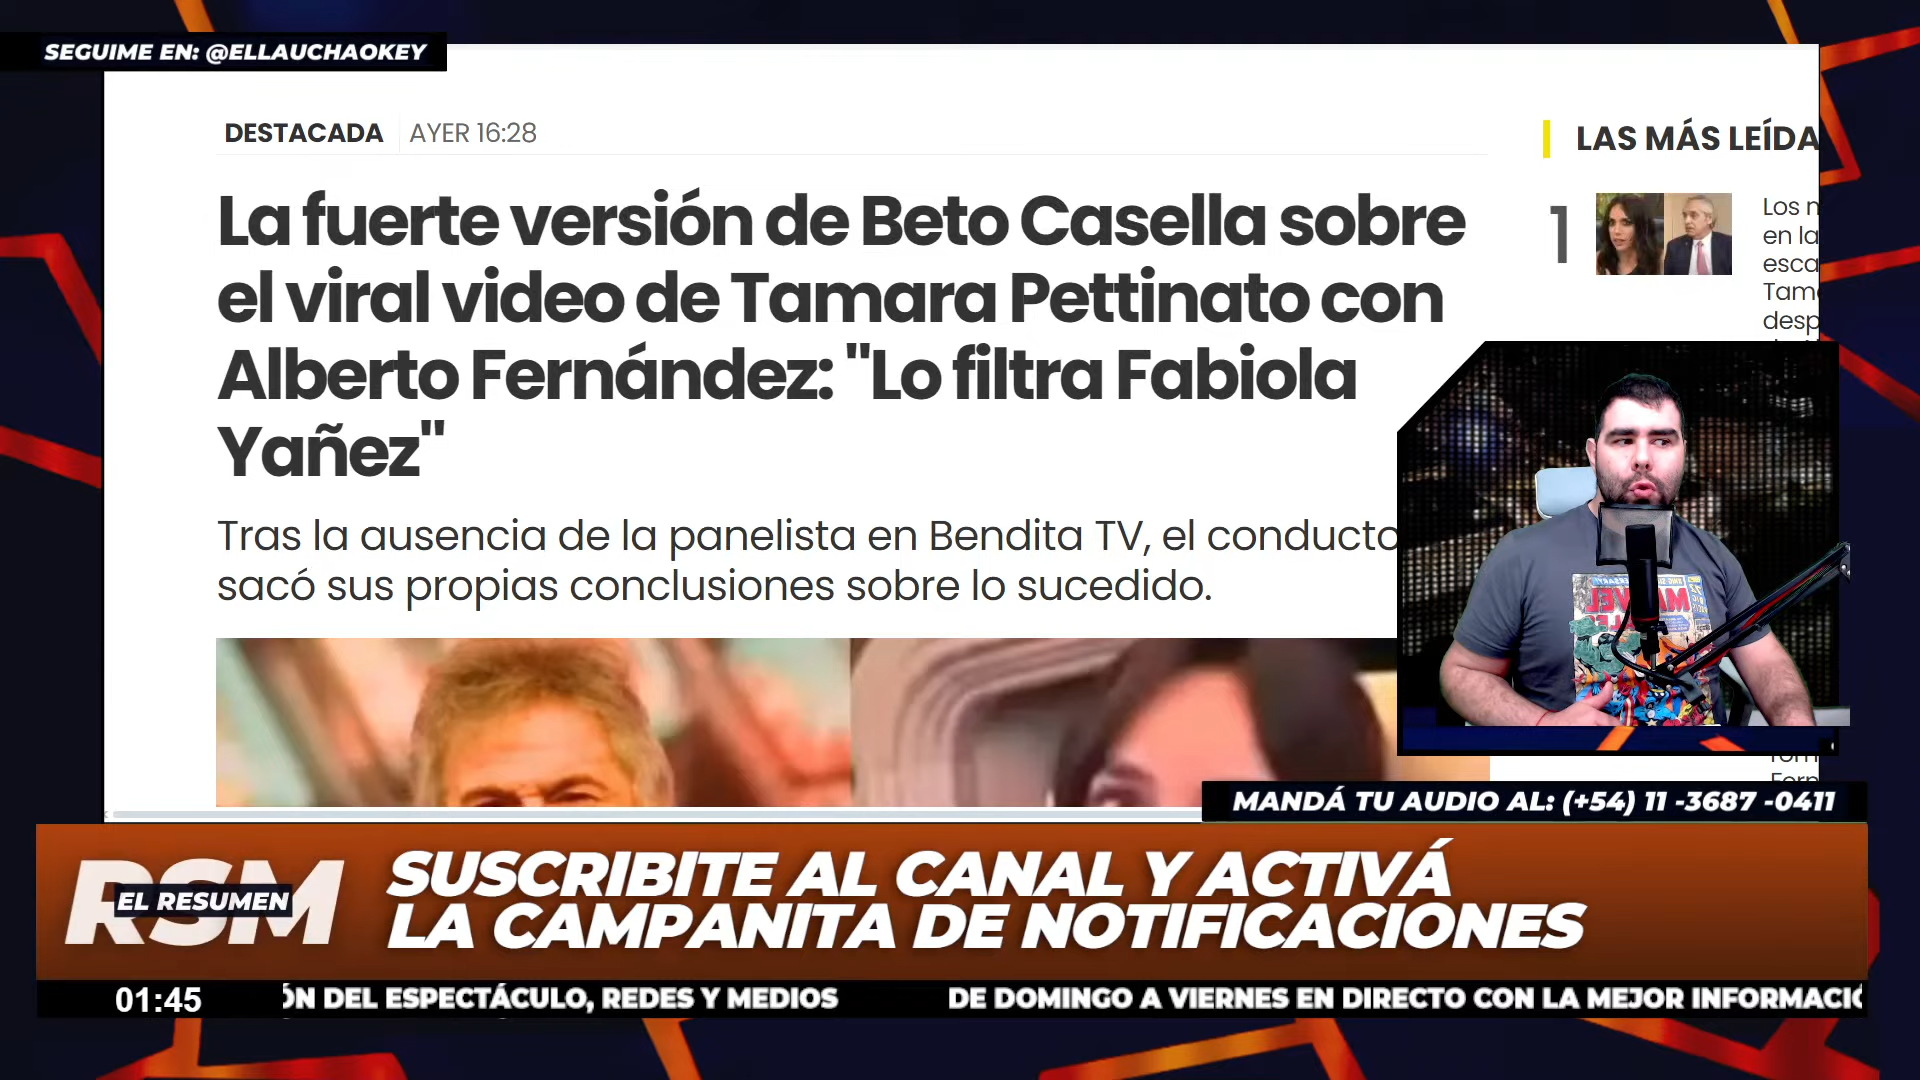 SEGUIME EN: @ELLAUCHAOKEY
DESTACADA AYER 16:28
La fuerte versión de Beto Casella sobre
el viral video de Tamara Pettinato con
Alberto Fernández: "Lo filtra Fabiola
Yañez"
Tras la ausencia de la panelista en Bendita TV, el conducto
sacó sus propias conclusiones sobre lo sucedido.
LAS MÁS LEÍDA
1
Los
en la
esca
Tam
desp
MARVEL
MANDÁ TU AUDIO AL: (+54) 11 -3687 -0411
RSM
EL RESUMEN
SUSCRIBITE AL CANAL Y ACTIVÁ
LA CAMPANITA DE NOTIFICACIONES
01:45
ÓN DEL ESPECTÁCULO, REDES Y MEDIOS DE DOMINGO A VIERNES EN DIRECTO CON LA MEJOR INFORMACIÓ